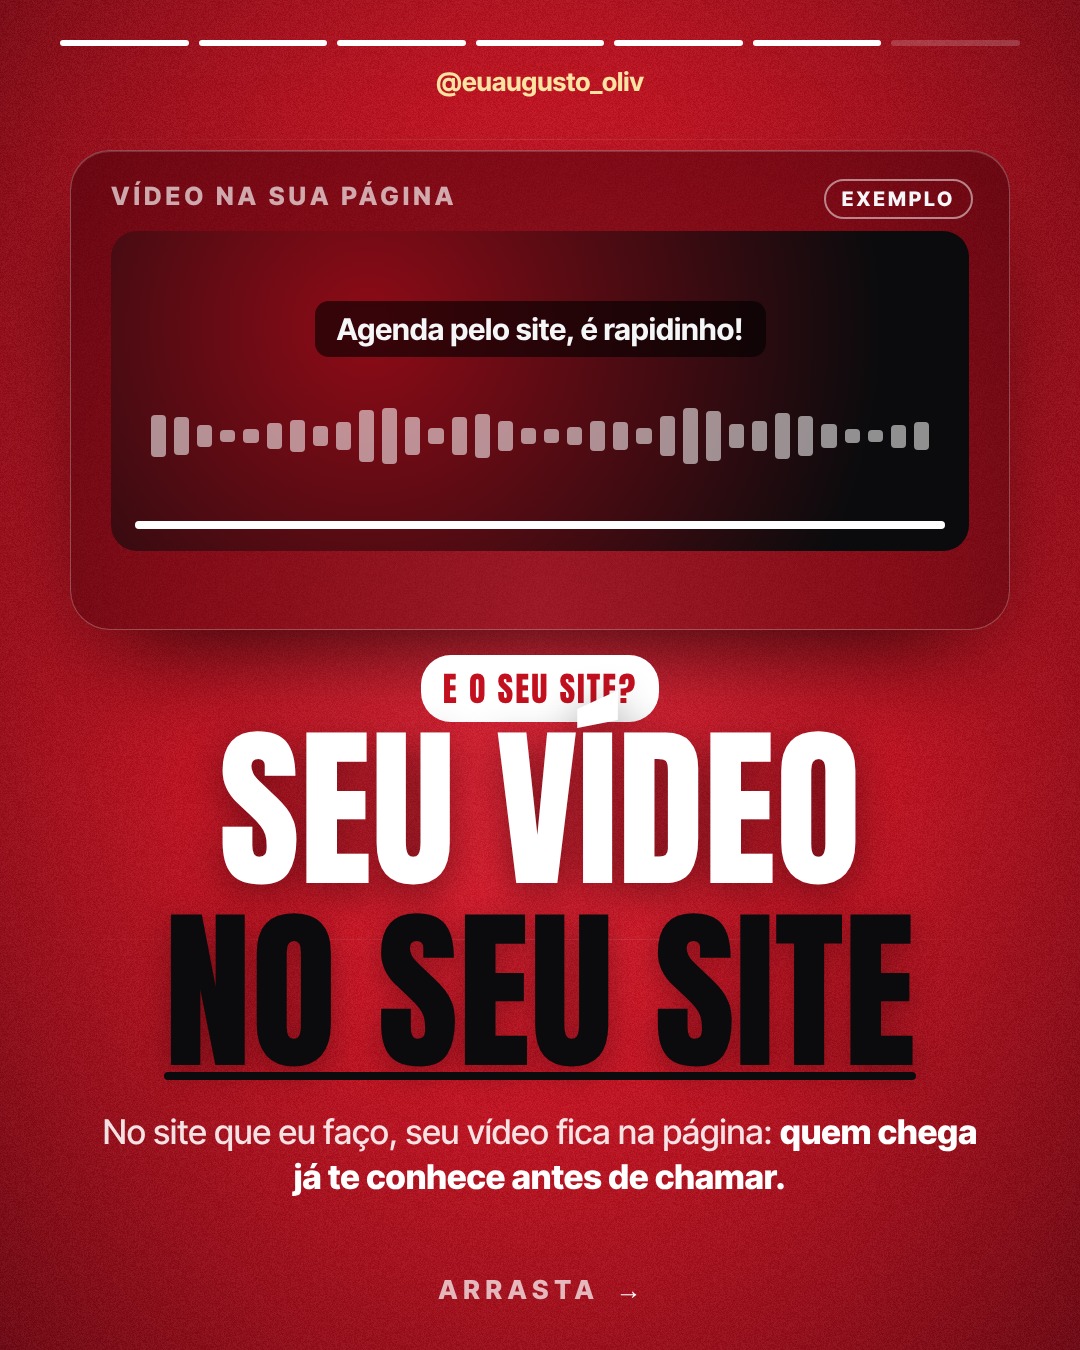 @euaugusto_oliv
VÍDEO NA SUA PÁGINA
EXEMPLO
Agenda pelo site, é rapidinho!
E O SEU SITE?
SEU VÍDEO
NO SEU SITE
No site que eu faço, seu vídeo fica na página: quem chega
já te conhece antes de chamar.
ARRASTA →